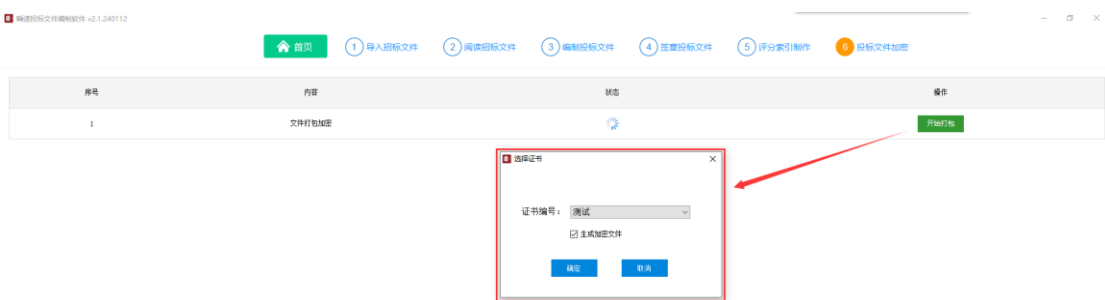 瞬速投标文件编制软件 v2.1.240112
首页 1 导入招标文件 2 阅读招标文件 3 编制投标文件 4 签章投标文件 5 评分索引制作 6 投标文件加密
序号 内容 状态 操作
1 文件打包加密 开始打包
选择证书
证书编号： 测试
生成加密文件
确定 取消